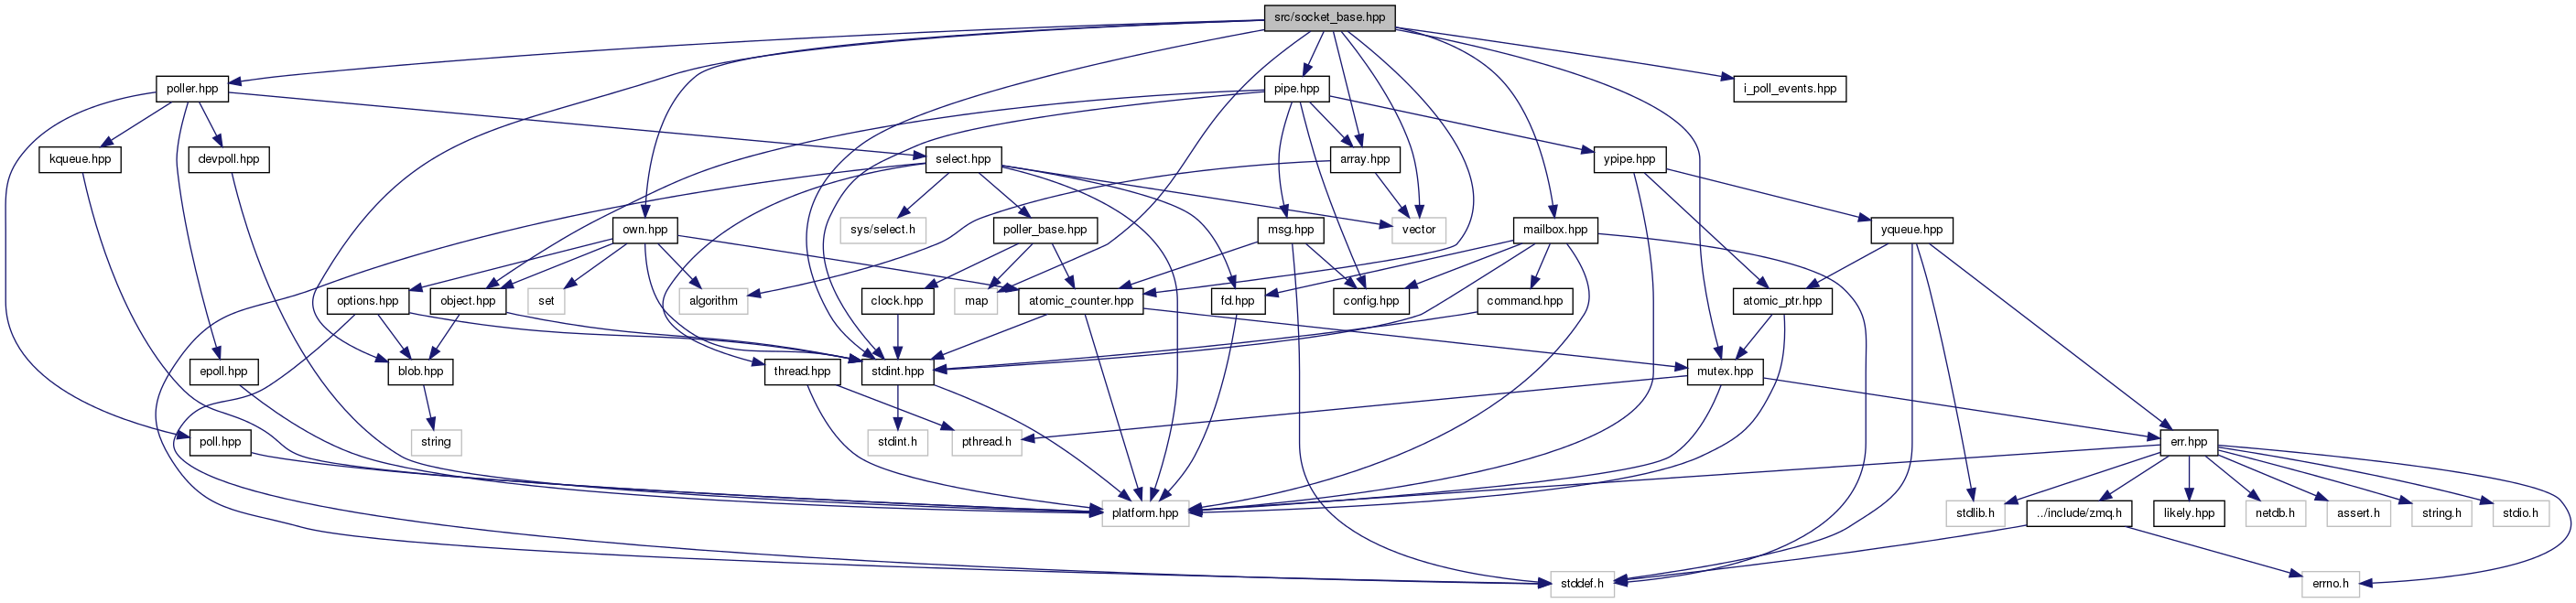 src/socket_base.hpp
poller.hpp
pipe.hpp
i_poll_events.hpp
kqueue.hpp
devpoll.hpp
select.hpp
array.hpp
ypipe.hpp
own.hpp
sys/select.h
poller_base.hpp
msg.hpp
vector
mailbox.hpp
yqueue.hpp
options.hpp
object.hpp
set
algorithm
clock.hpp
map
atomic_counter.hpp
fd.hpp
config.hpp
command.hpp
atomic_ptr.hpp
epoll.hpp
blob.hpp
thread.hpp
stdint.hpp
mutex.hpp
poll.hpp
string
stdint.h
pthread.h
err.hpp
platform.hpp
stdlib.h
../include/zmq.h
likely.hpp
netdb.h
assert.h
string.h
stdio.h
stddef.h
errno.h